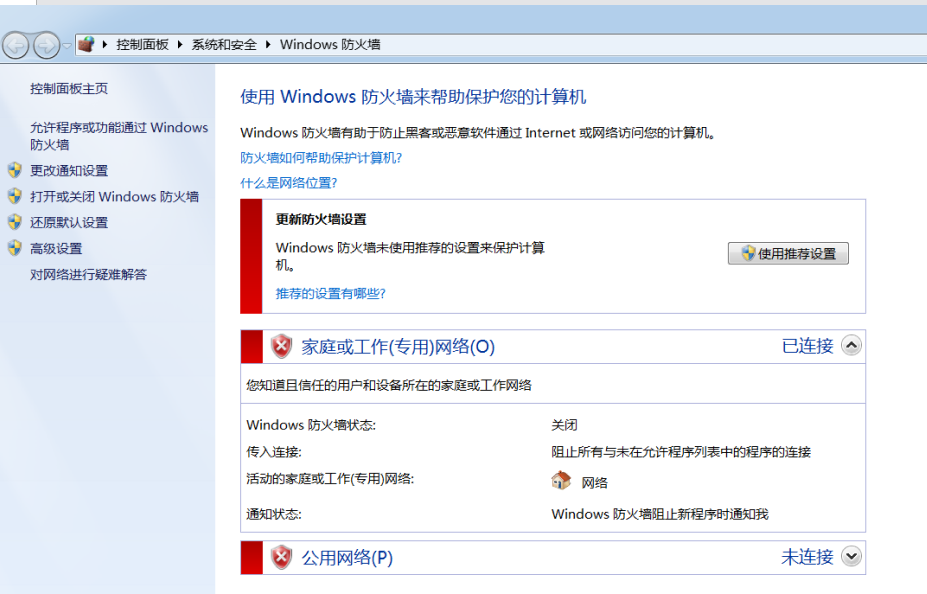 控制面板 ▸ 系统和安全 ▸ Windows 防火墙
控制面板主页
允许程序或功能通过 Windows
防火墙
更改通知设置
打开或关闭 Windows 防火墙
还原默认设置
高级设置
对网络进行疑难解答
使用 Windows 防火墙来帮助保护您的计算机
Windows 防火墙有助于防止黑客或恶意软件通过 Internet 或网络访问您的计算机。
防火墙如何帮助保护计算机?
什么是网络位置?
更新防火墙设置
Windows 防火墙未使用推荐的设置来保护计算
机。
使用推荐设置
推荐的设置有哪些?
家庭或工作(专用)网络(O) 已连接
您知道且信任的用户和设备所在的家庭或工作网络
Windows 防火墙状态: 关闭
传入连接: 阻止所有与未在允许程序列表中的程序的连接
活动的家庭或工作(专用)网络: 网络
通知状态: Windows 防火墙阻止新程序时通知我
公用网络(P) 未连接